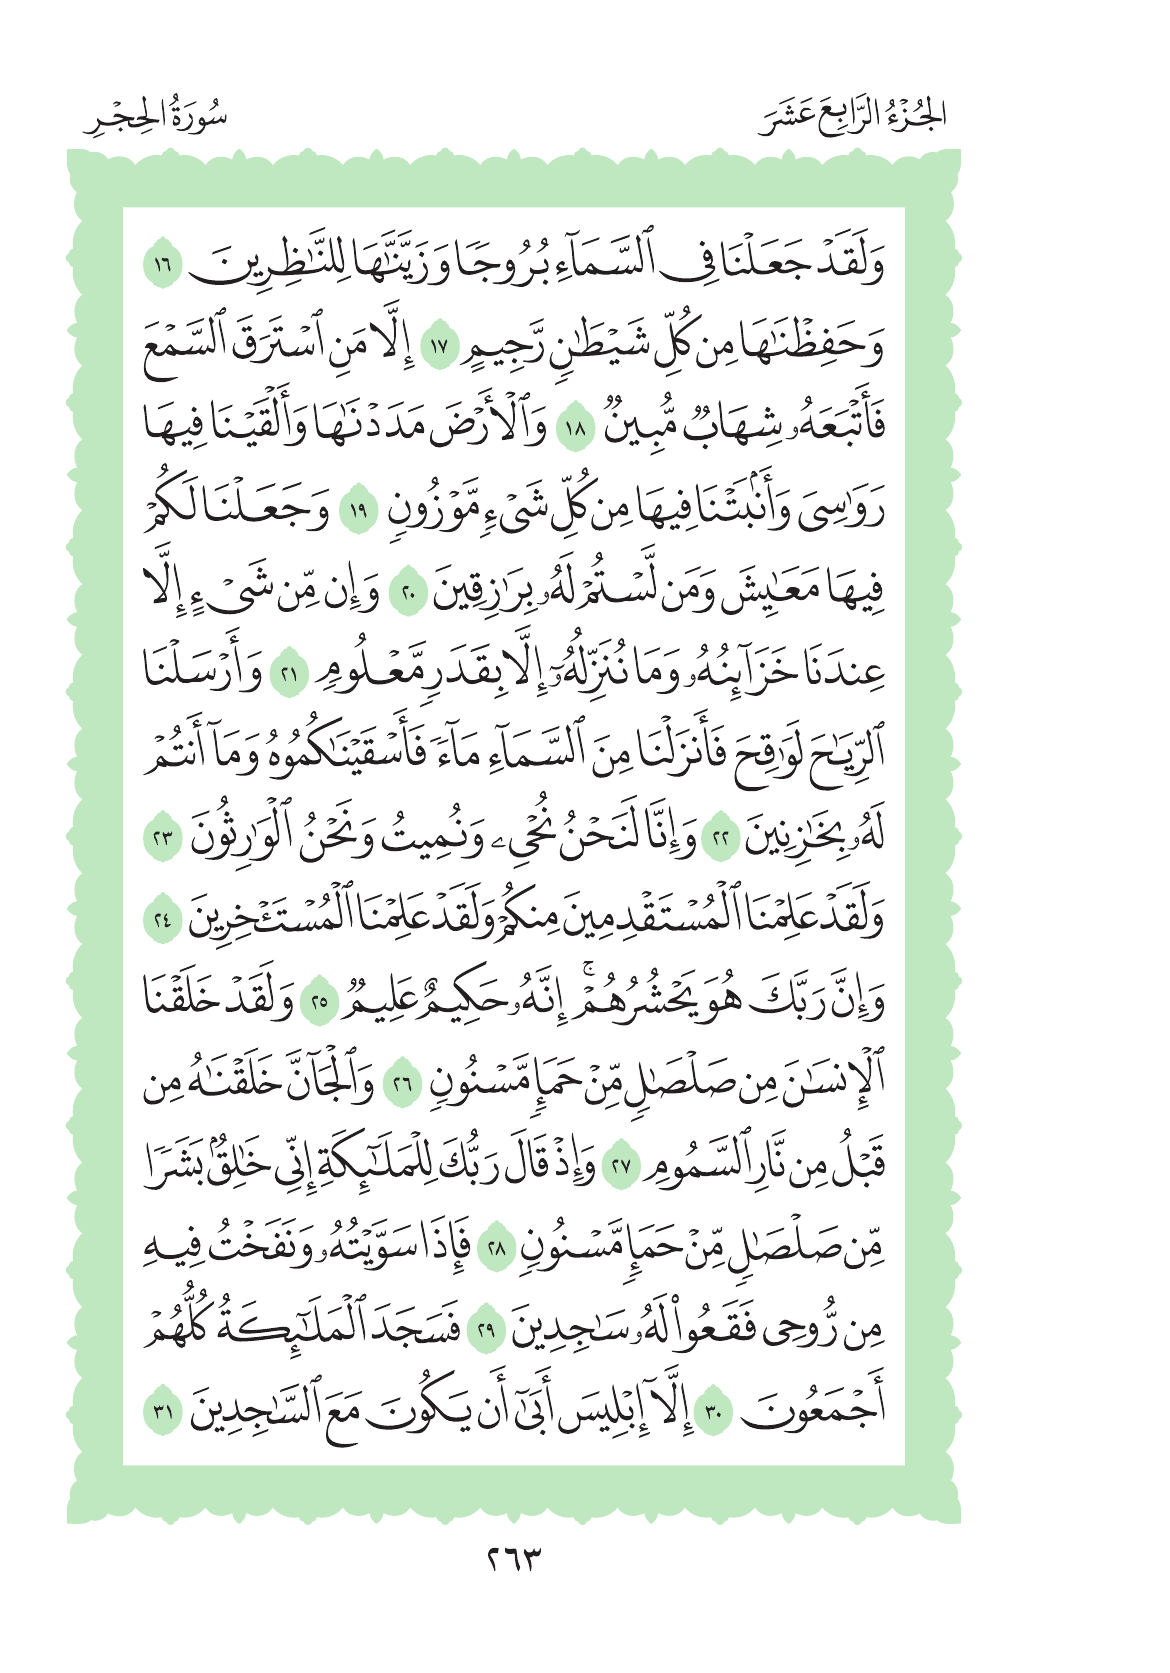 الجُزْءُ الرَّابِعَ عَشَرَ
سُورَةُ الحِجْرِ
وَلَقَدْ جَعَلْنَا فِى ٱلسَّمَآءِ بُرُوجًا وَزَيَّنَّٰهَا لِلنَّٰظِرِينَ ١٦
وَحَفِظْنَٰهَا مِن كُلِّ شَيْطَٰنٍ رَّجِيمٍ ١٧ إِلَّا مَنِ ٱسْتَرَقَ ٱلسَّمْعَ
فَأَتْبَعَهُۥ شِهَابٌ مُّبِينٌ ١٨ وَٱلْأَرْضَ مَدَدْنَٰهَا وَأَلْقَيْنَا فِيهَا
رَوَٰسِىَ وَأَنۢبَتْنَا فِيهَا مِن كُلِّ شَىْءٍ مَّوْزُونٍ ١٩ وَجَعَلْنَا لَكُمْ
فِيهَا مَعَٰيِشَ وَمَن لَّسْتُمْ لَهُۥ بِرَٰزِقِينَ ٢٠ وَإِن مِّن شَىْءٍ إِلَّا
عِندَنَا خَزَآئِنُهُۥ وَمَا نُنَزِّلُهُۥٓ إِلَّا بِقَدَرٍ مَّعْلُومٍ ٢١ وَأَرْسَلْنَا
ٱلرِّيَٰحَ لَوَٰقِحَ فَأَنزَلْنَا مِنَ ٱلسَّمَآءِ مَآءً فَأَسْقَيْنَٰكُمُوهُ وَمَآ أَنتُمْ
لَهُۥ بِخَٰزِنِينَ ٢٢ وَإِنَّا لَنَحْنُ نُحْىِۦ وَنُمِيتُ وَنَحْنُ ٱلْوَٰرِثُونَ ٢٣
وَلَقَدْ عَلِمْنَا ٱلْمُسْتَقْدِمِينَ مِنكُمْ وَلَقَدْ عَلِمْنَا ٱلْمُسْتَـْٔخِرِينَ ٢٤
وَإِنَّ رَبَّكَ هُوَ يَحْشُرُهُمْ ۚ إِنَّهُۥ حَكِيمٌ عَلِيمٌ ٢٥ وَلَقَدْ خَلَقْنَا
ٱلْإِنسَٰنَ مِن صَلْصَٰلٍ مِّنْ حَمَإٍ مَّسْنُونٍ ٢٦ وَٱلْجَآنَّ خَلَقْنَٰهُ مِن
قَبْلُ مِن نَّارِ ٱلسَّمُومِ ٢٧ وَإِذْ قَالَ رَبُّكَ لِلْمَلَٰٓئِكَةِ إِنِّى خَٰلِقٌۢ بَشَرًا
مِّن صَلْصَٰلٍ مِّنْ حَمَإٍ مَّسْنُونٍ ٢٨ فَإِذَا سَوَّيْتُهُۥ وَنَفَخْتُ فِيهِ
مِن رُّوحِى فَقَعُوا۟ لَهُۥ سَٰجِدِينَ ٢٩ فَسَجَدَ ٱلْمَلَٰٓئِكَةُ كُلُّهُمْ
أَجْمَعُونَ ٣٠ إِلَّآ إِبْلِيسَ أَبَىٰٓ أَن يَكُونَ مَعَ ٱلسَّٰجِدِينَ ٣١
٢٦٣